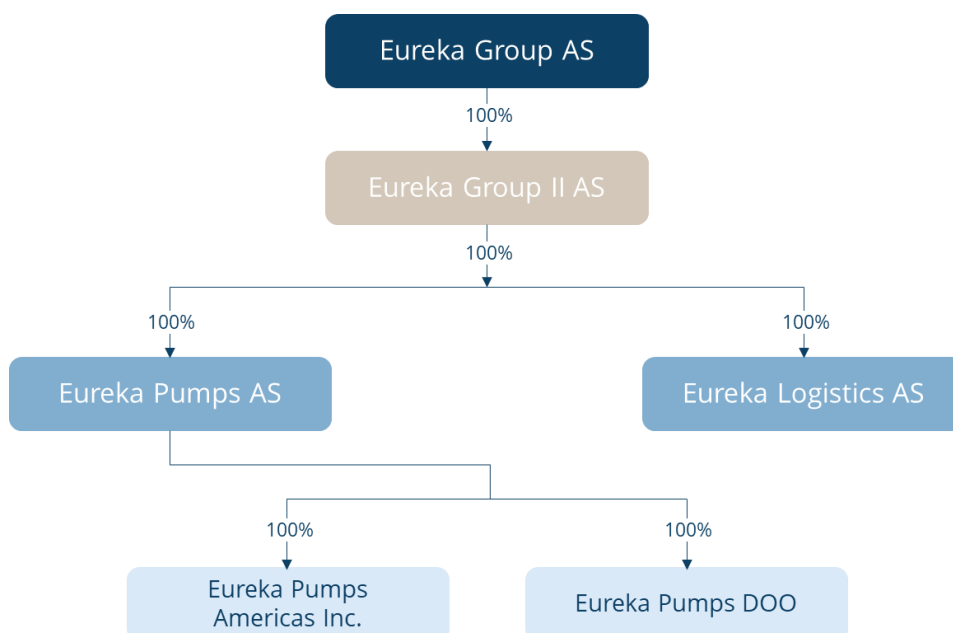 Eureka Group AS
100%
Eureka Group II AS
100%
100%
100%
Eureka Pumps AS
Eureka Logistics AS
100%
100%
Eureka Pumps
Americas Inc.
Eureka Pumps DOO